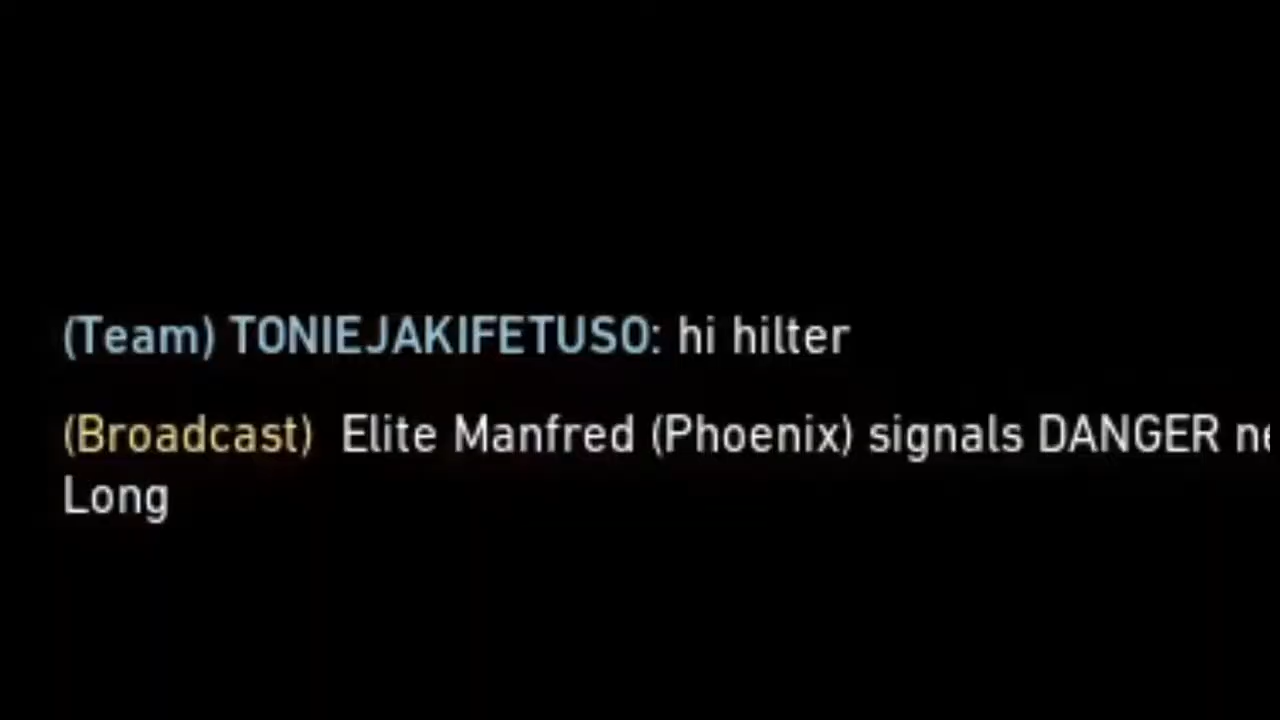 (Team) TONIEJAKIFETUSO: hi hilter
(Broadcast) Elite Manfred (Phoenix) signals DANGER
Long